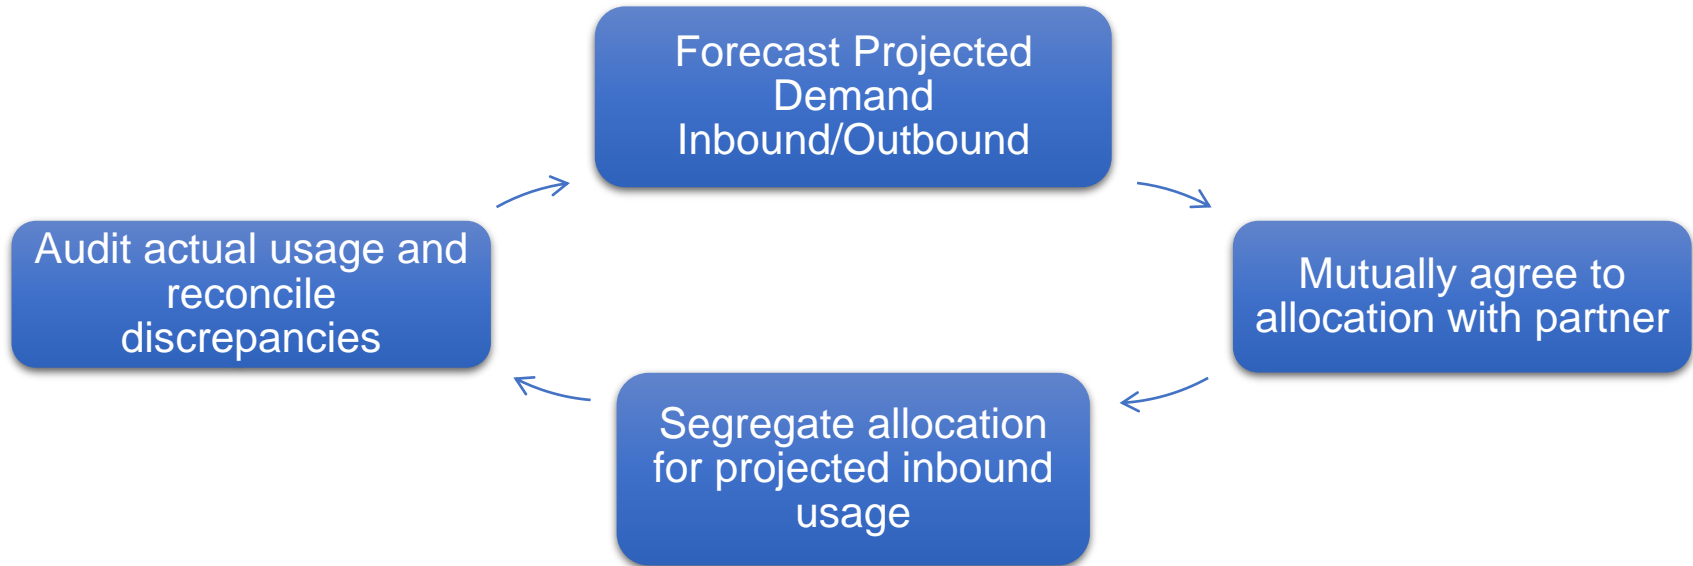 Forecast Projected
Demand
Inbound/Outbound
Mutually agree to
allocation with partner
Segregate allocation
for projected inbound
usage
Audit actual usage and
reconcile
discrepancies